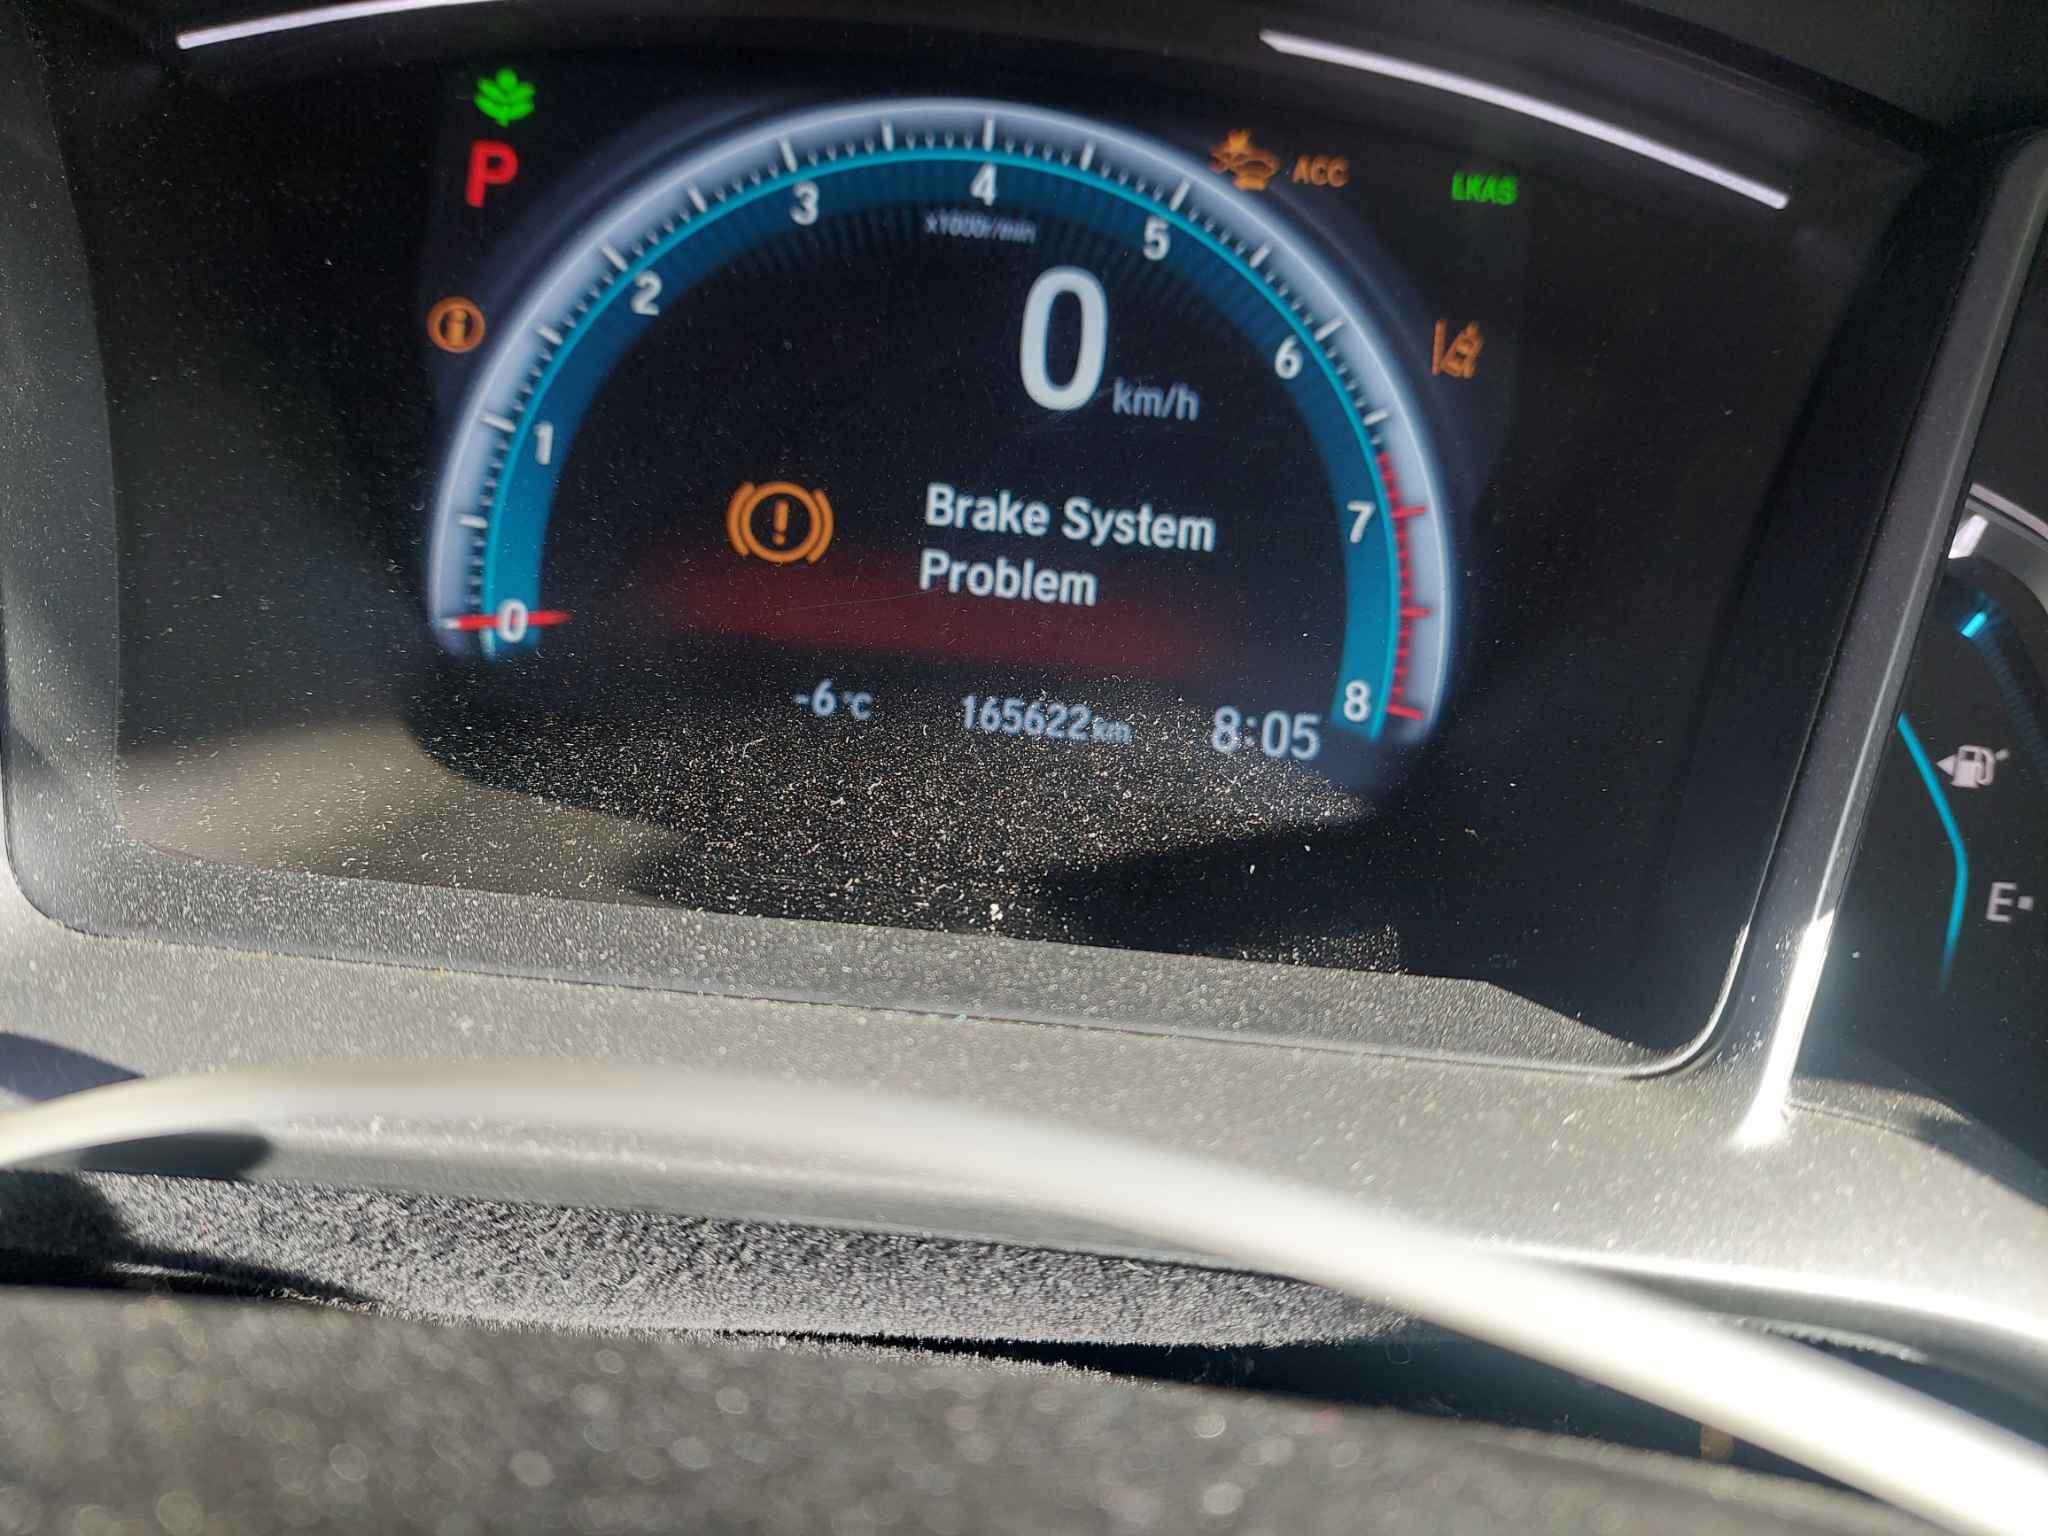 P
ACC
LKAS
i
0
1
2
3
4
5
6
7
8
x1000r/min
0 km/h
! Brake System
Problem
-6 °C 165622 km 8:05
E